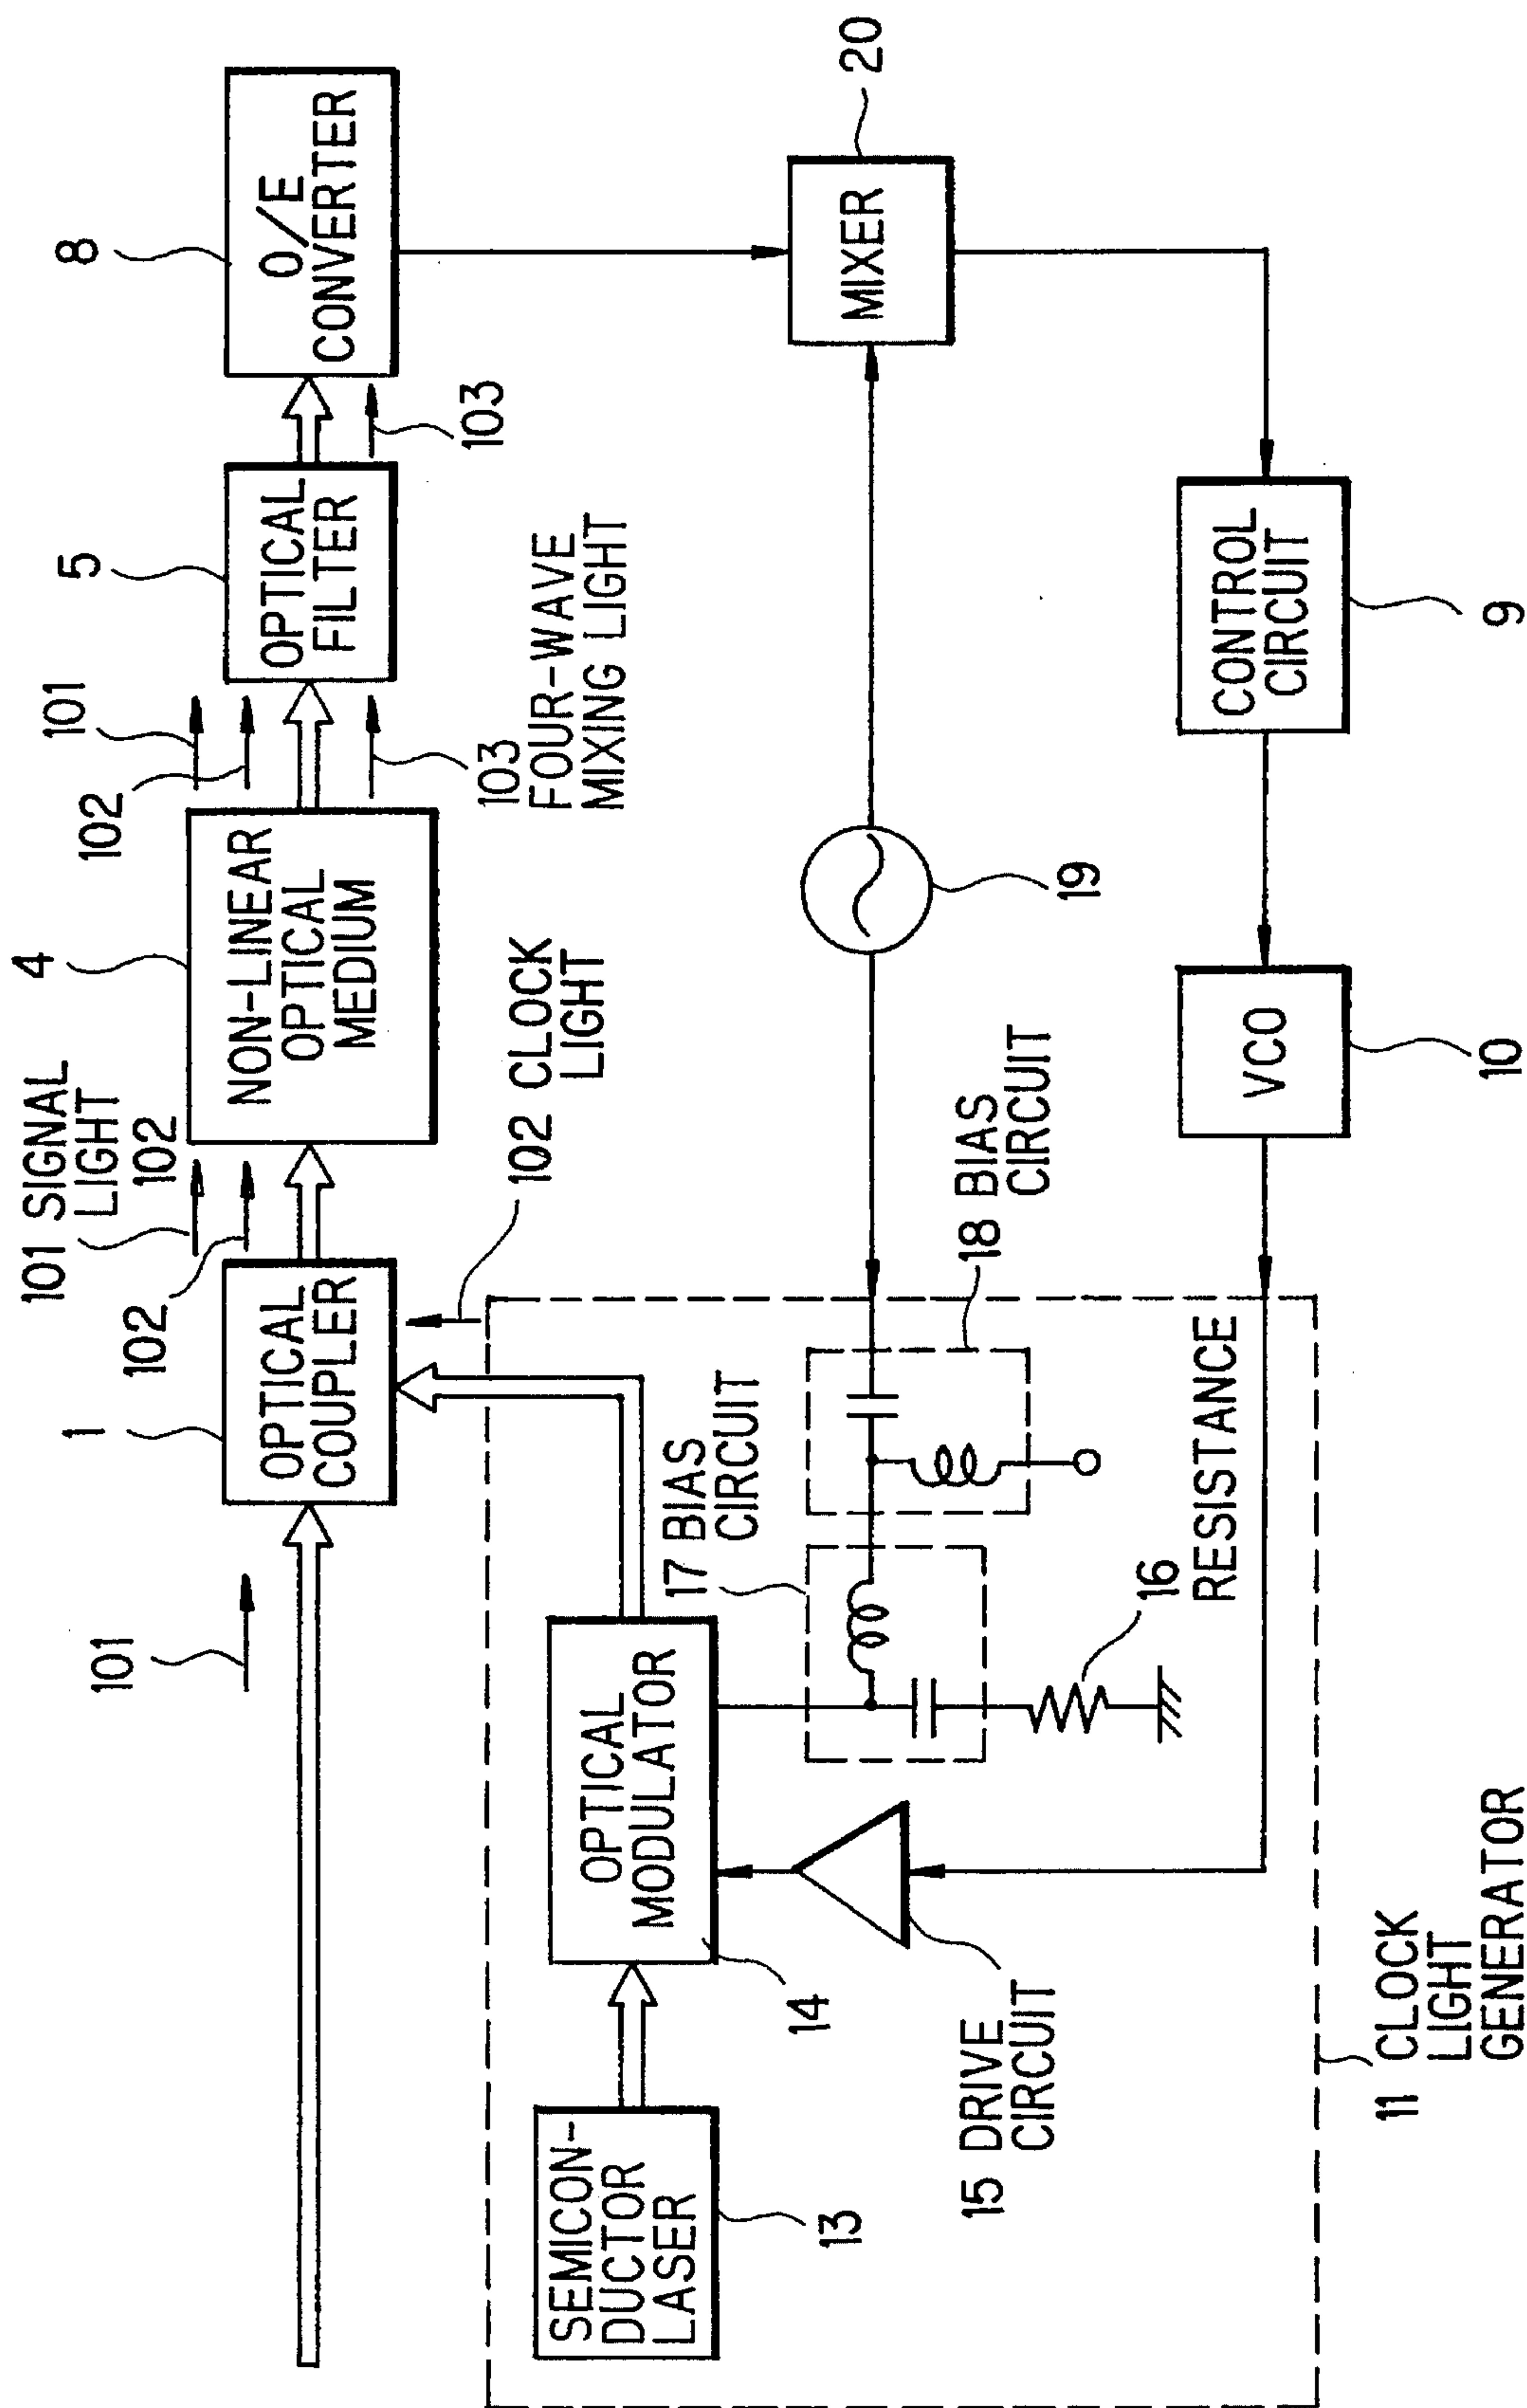 101
1
OPTICAL
COUPLER
101 SIGNAL
LIGHT
102
102
4
NON-LINEAR
OPTICAL
MEDIUM
101
102
103
FOUR-WAVE
MIXING LIGHT
5
OPTICAL
FILTER
103
8
O/E
CONVERTER
102 CLOCK
LIGHT
SEMICON-
DUCTOR
LASER
13
OPTICAL
MODULATOR
14
15 DRIVE
CIRCUIT
17 BIAS
CIRCUIT
18 BIAS
CIRCUIT
16
RESISTANCE
19
MIXER
20
VCO
10
CONTROL
CIRCUIT
9
11 CLOCK
LIGHT
GENERATOR